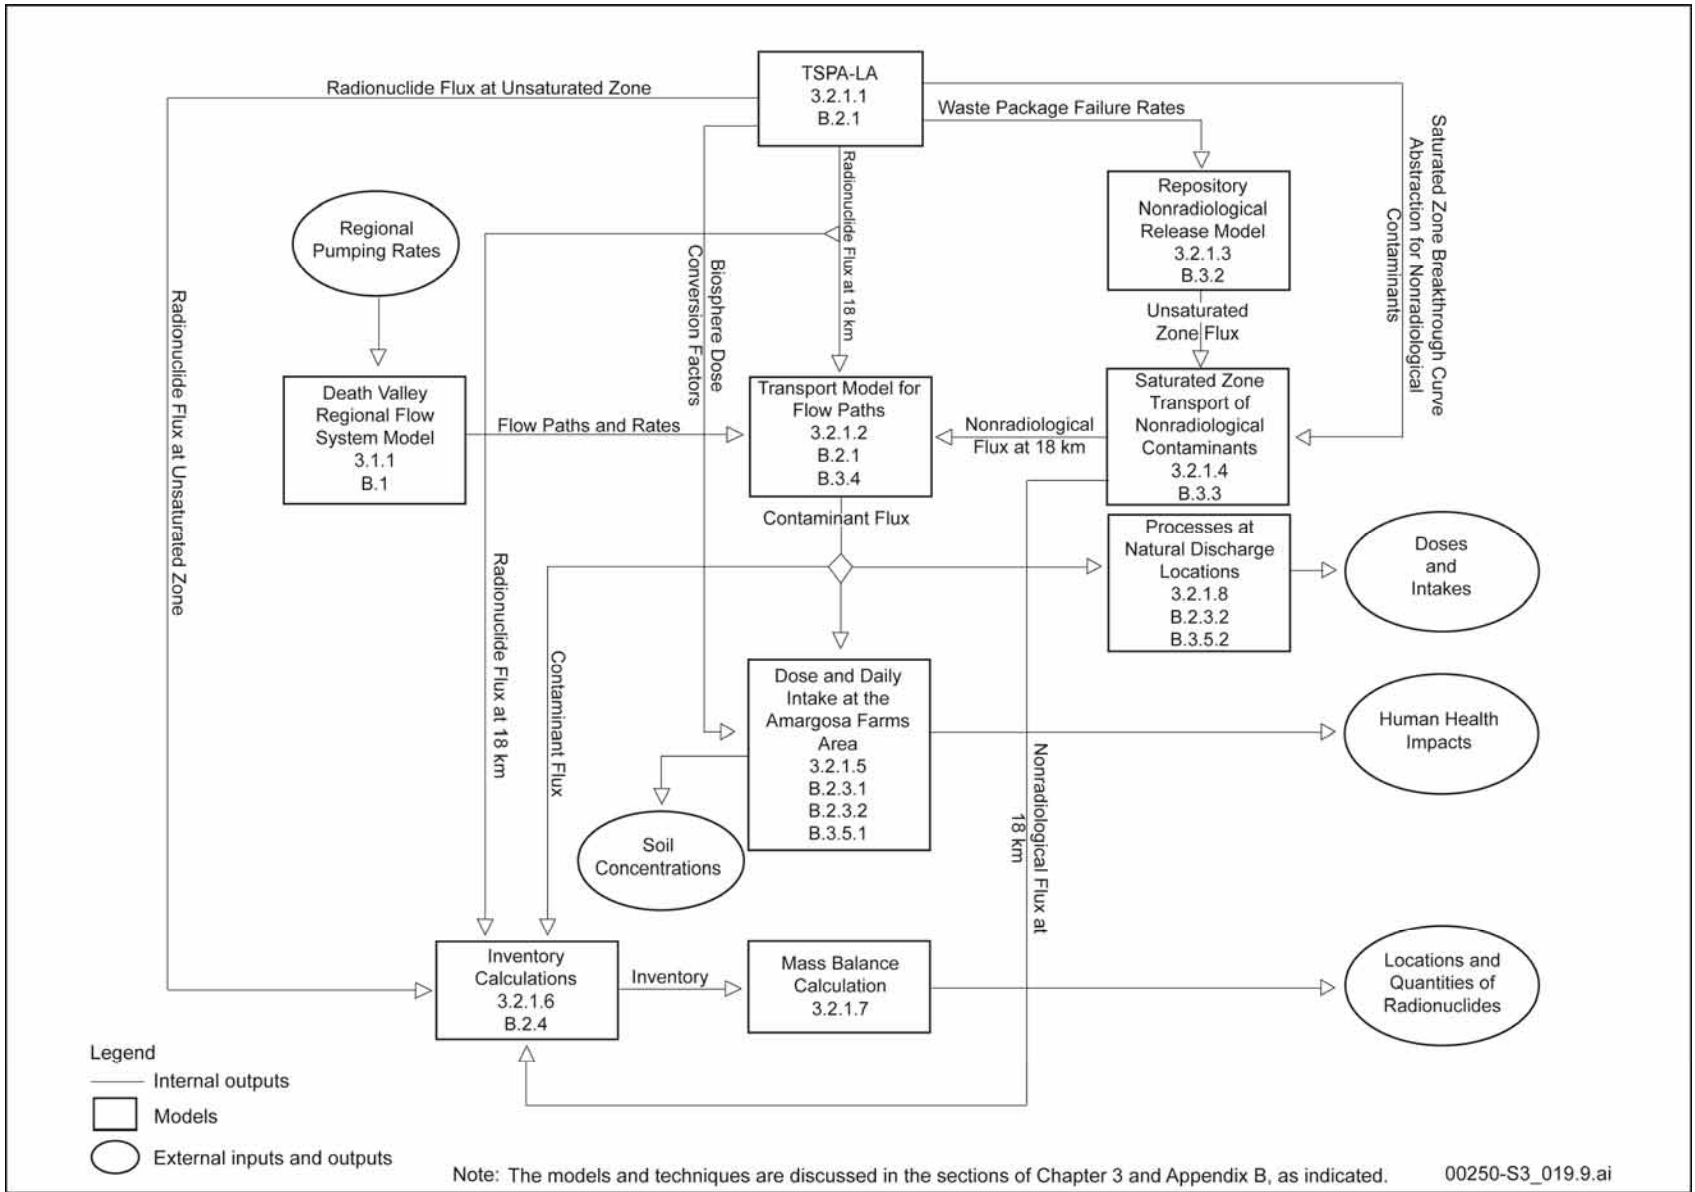 TSPA-LA
3.2.1.1
B.2.1
Radionuclide Flux at Unsaturated Zone
Waste Package Failure Rates
Saturated Zone Breakthrough Curve
Abstraction for Nonradiological
Contaminants
Radionuclide Flux at 18 km
Repository
Nonradiological
Release Model
3.2.1.3
B.3.2
Regional
Pumping Rates
Biosphere Dose
Conversion Factors
Radionuclide Flux at Unsaturated Zone
Unsaturated
Zone Flux
Death Valley
Regional Flow
System Model
3.1.1
B.1
Flow Paths and Rates
Transport Model for
Flow Paths
3.2.1.2
B.2.1
B.3.4
Nonradiological
Flux at 18 km
Saturated Zone
Transport of
Nonradiological
Contaminants
3.2.1.4
B.3.3
Contaminant Flux
Processes at
Natural Discharge
Locations
3.2.1.8
B.2.3.2
B.3.5.2
Doses
and
Intakes
Radionuclide Flux at 18 km
Contaminant Flux
Dose and Daily
Intake at the
Amargosa Farms
Area
3.2.1.5
B.2.3.1
B.2.3.2
B.3.5.1
Human Health
Impacts
Nonradiological Flux at
18 km
Soil
Concentrations
Inventory
Calculations
3.2.1.6
B.2.4
Inventory
Mass Balance
Calculation
3.2.1.7
Locations and
Quantities of
Radionuclides
Legend
Internal outputs
Models
External inputs and outputs
Note: The models and techniques are discussed in the sections of Chapter 3 and Appendix B, as indicated.
00250-S3_019.9.ai